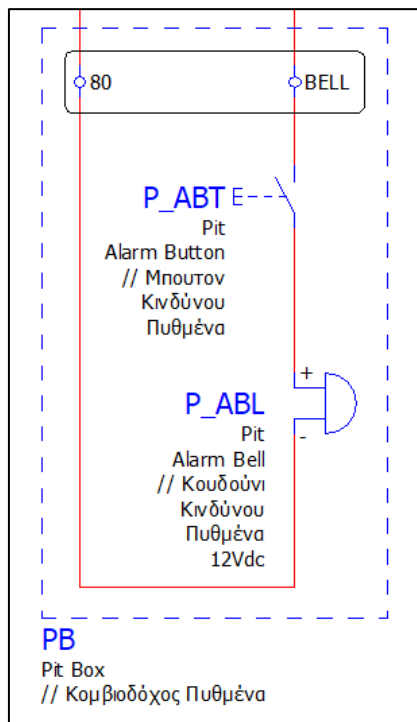 80
BELL
P_ABT
Pit
Alarm Button
// Μπουτον
Κινδύνου
Πυθμένα
+
P_ABL
-
Pit
Alarm Bell
// Κουδούνι
Κινδύνου
Πυθμένα
12Vdc
PB
Pit Box
// Κομβιοδόχος Πυθμένα